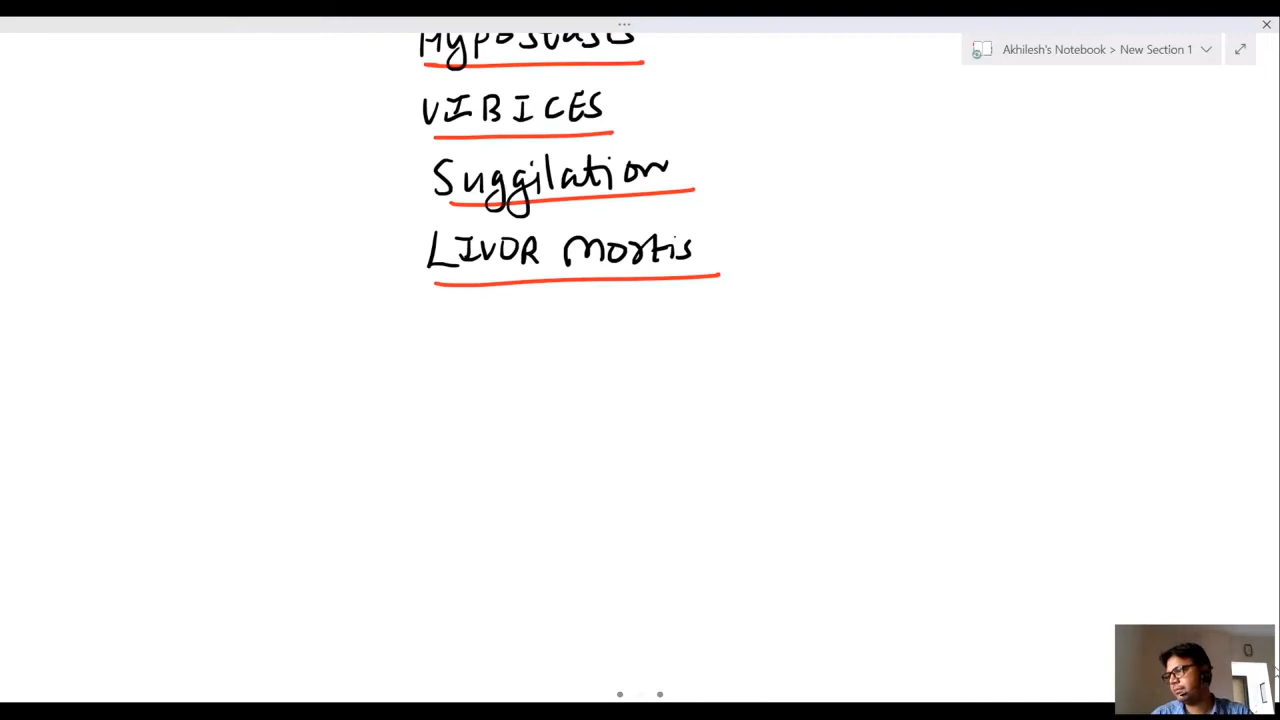 Hypostasis
Akhilesh's Notebook > New Section 1
VIBICES
Suggilation
LIVOR mortis